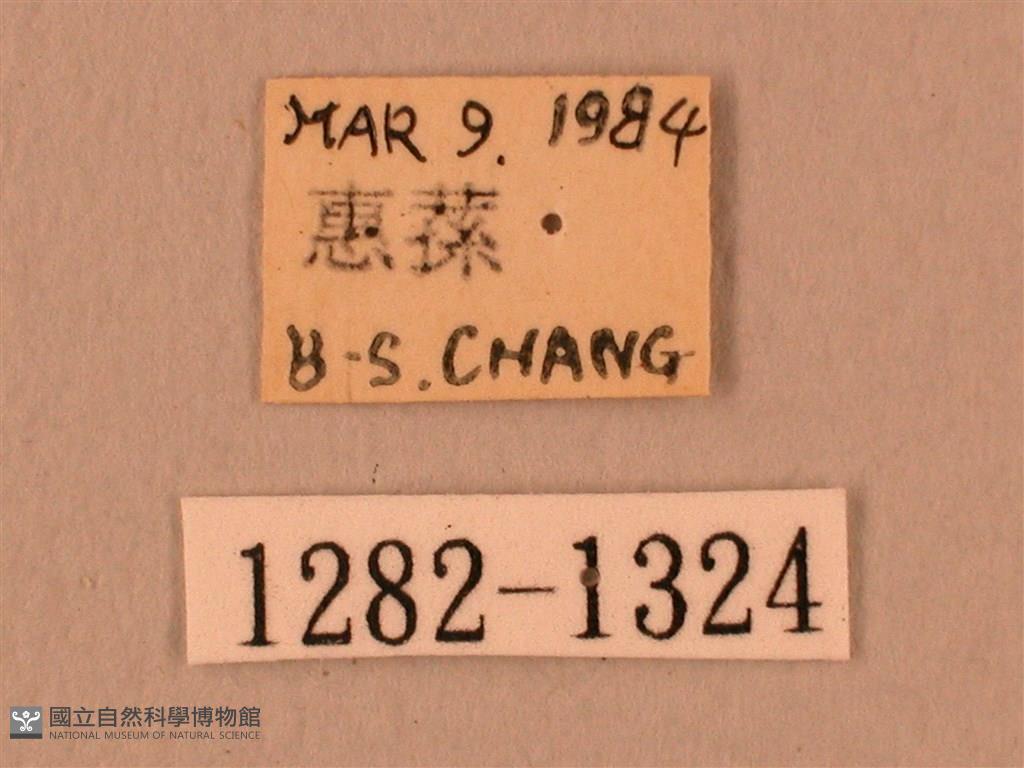 MAR 9. 1984
惠蓀
B-S. CHANG
1282-1324
國立自然科學博物館
NATIONAL MUSEUM OF NATURAL SCIENCE